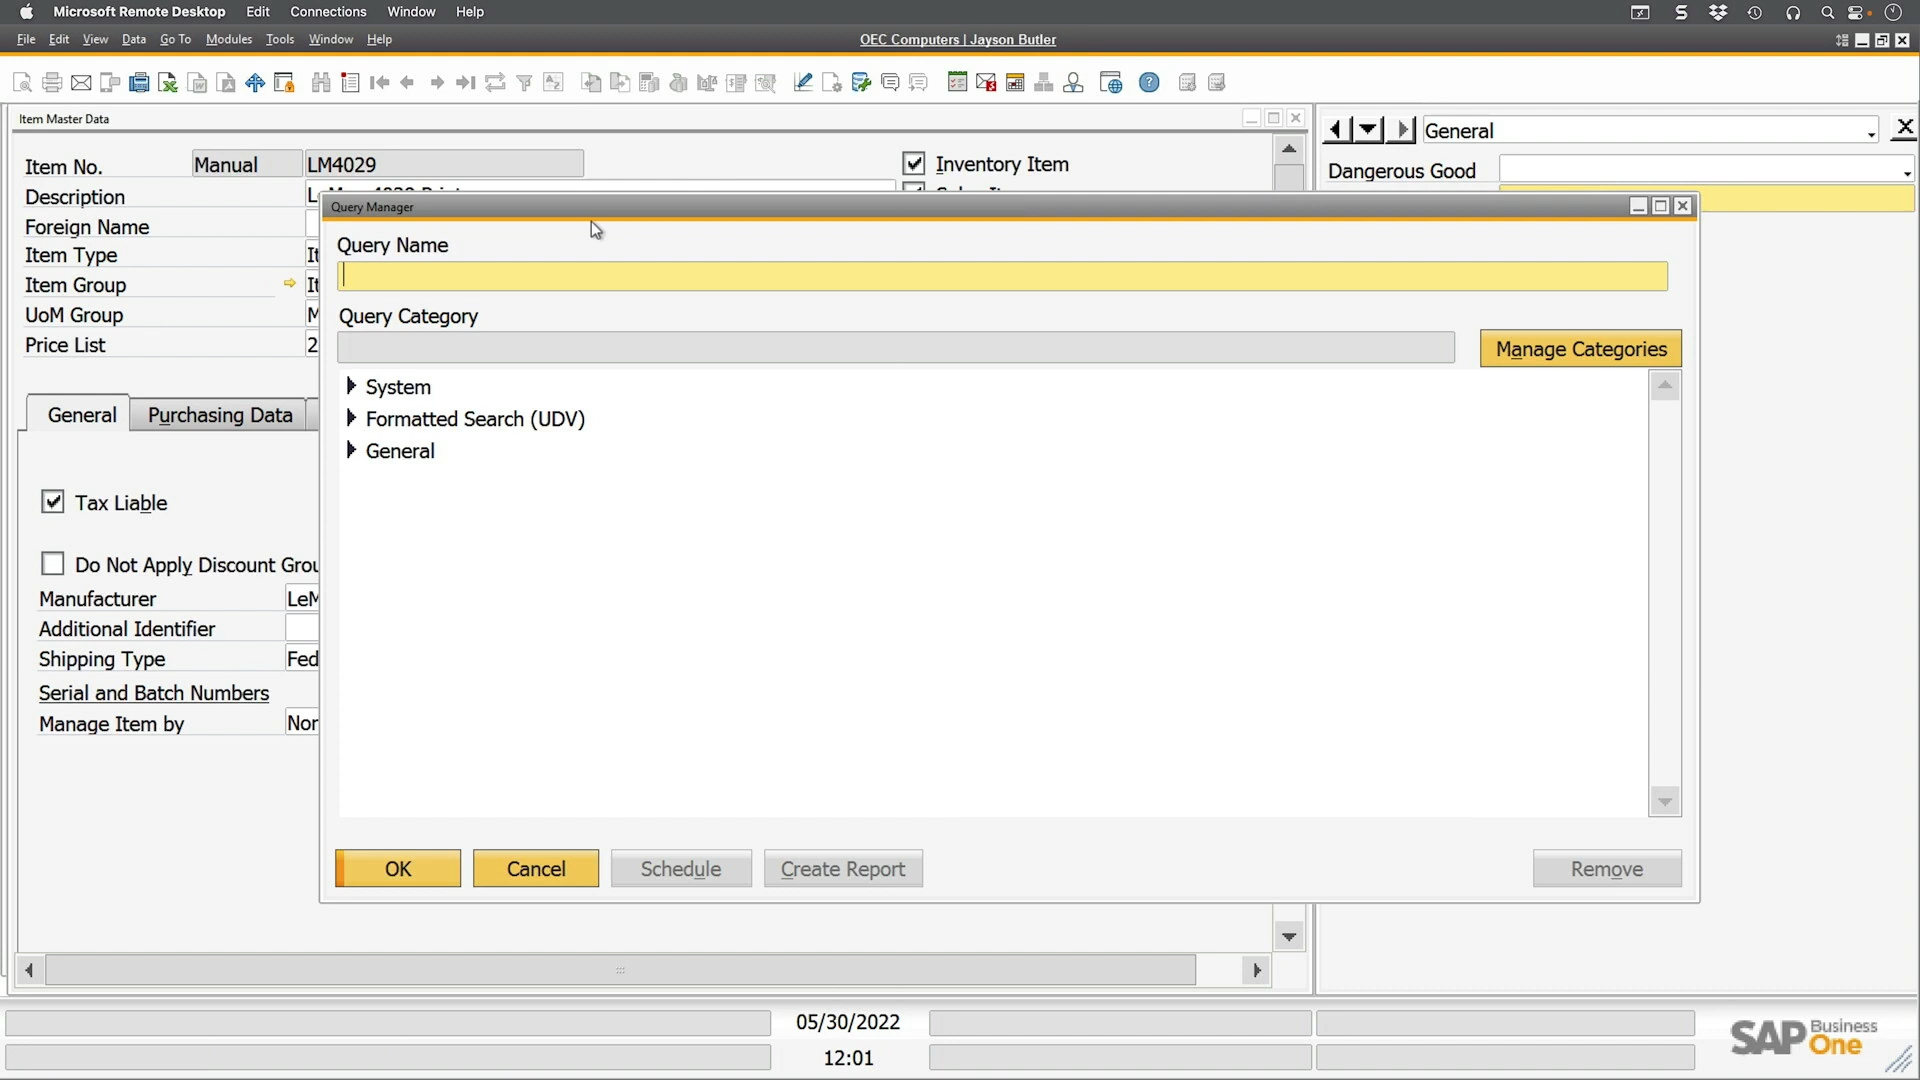 Microsoft Remote Desktop Edit Connections Window Help
File Edit View Data Go To Modules Tools Window Help
OEC Computers | Jayson Butler
Item Master Data
Item No. Manual LM4029
Inventory Item
Description
Foreign Name
Item Type
Item Group
UoM Group
Price List 2
General Purchasing Data
Tax Liable
Do Not Apply Discount Grou
Manufacturer LeM
Additional Identifier
Shipping Type Fed
Serial and Batch Numbers
Manage Item by Nor
Query Manager
Query Name
Query Category
Manage Categories
System
Formatted Search (UDV)
General
OK Cancel Schedule Create Report Remove
General
Dangerous Good
05/30/2022
12:01
SAP Business One